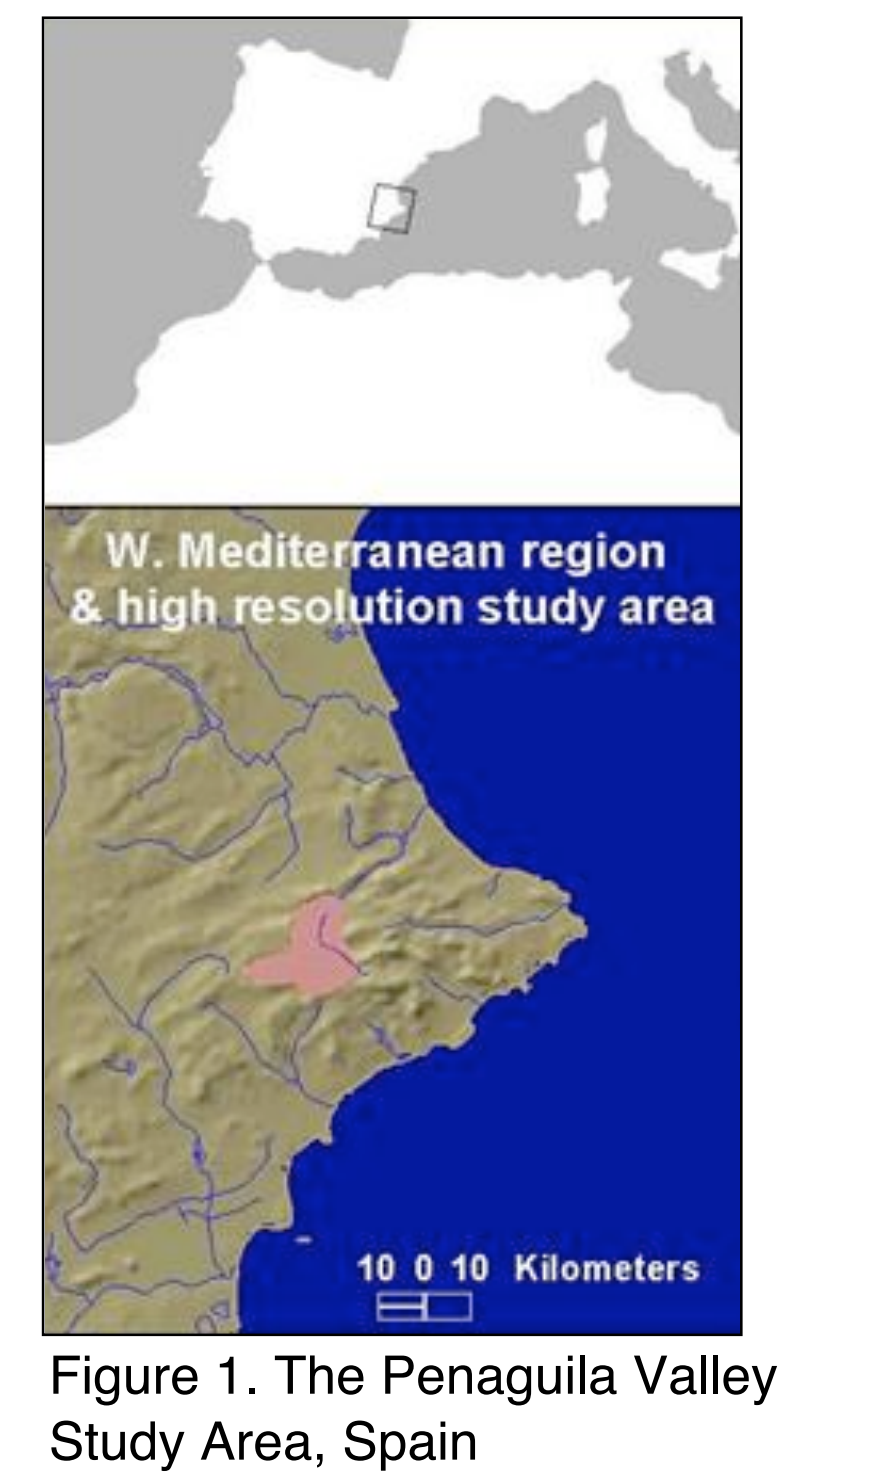 W. Mediterranean region
& high resolution study area
10 0 10 Kilometers
Figure 1. The Penaguila Valley
Study Area, Spain